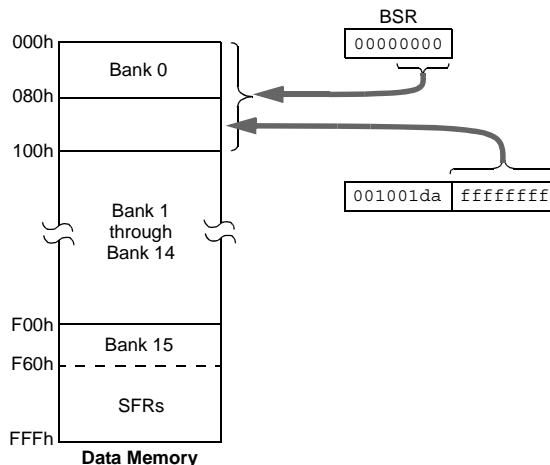 BSR
00000000
000h
Bank 0
080h
100h
001001da ffffffff
Bank 1
through
Bank 14
F00h
Bank 15
F60h
SFRs
FFFh
Data Memory